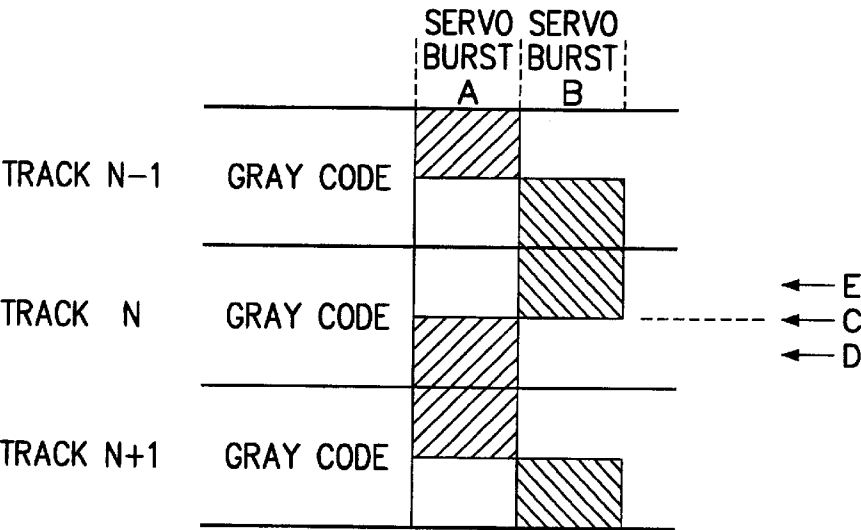 SERVO SERVO
BURST BURST
A B
TRACK N-1 GRAY CODE
E
TRACK N GRAY CODE C
D
TRACK N+1 GRAY CODE